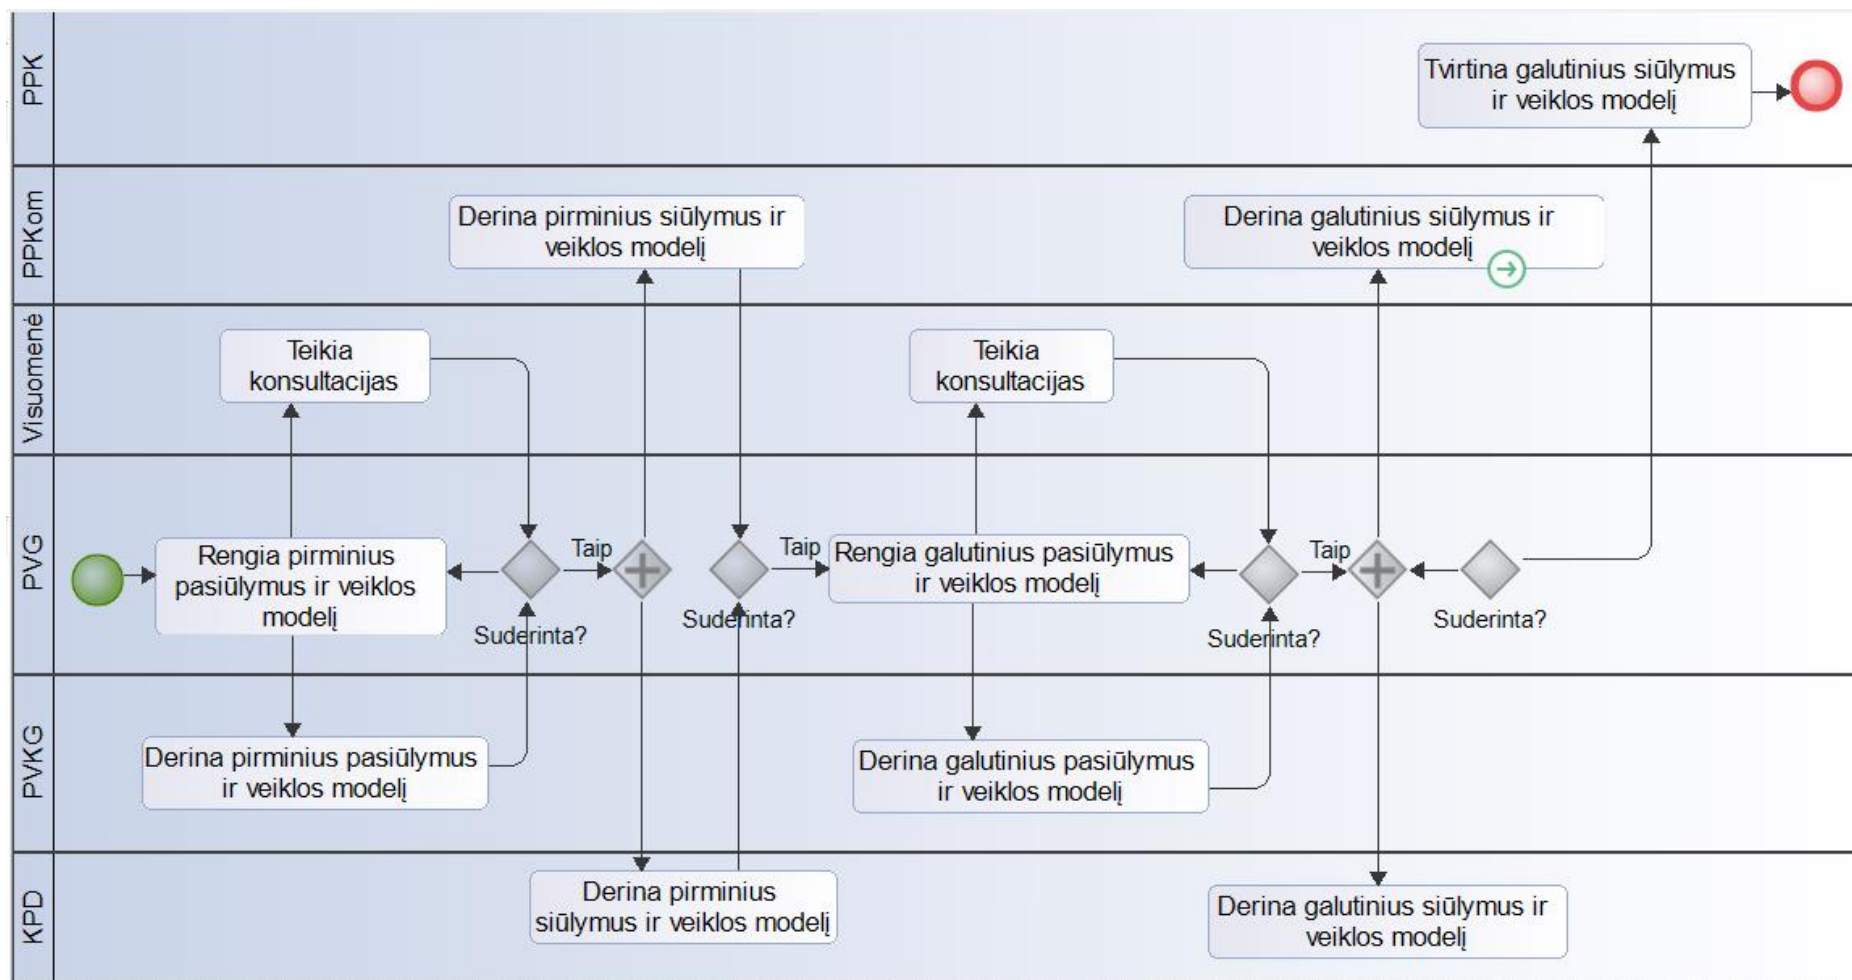 PPK
Tvirtina galutinius siūlymus
ir veiklos modelį
PPKom
Derina pirminius siūlymus ir
veiklos modelį
Derina galutinius siūlymus ir
veiklos modelį
Visuomenė
Teikia
konsultacijas
Teikia
konsultacijas
PVG
Rengia pirminius
pasiūlymus ir veiklos
modelį
Taip
Suderinta?
Suderinta?
Taip
Rengia galutinius pasiūlymus
ir veiklos modelį
Taip
Suderinta?
Suderinta?
PVKG
Derina pirminius pasiūlymus
ir veiklos modelį
Derina galutinius pasiūlymus
ir veiklos modelį
KPD
Derina pirminius
siūlymus ir veiklos modelį
Derina galutinius siūlymus ir
veiklos modelį